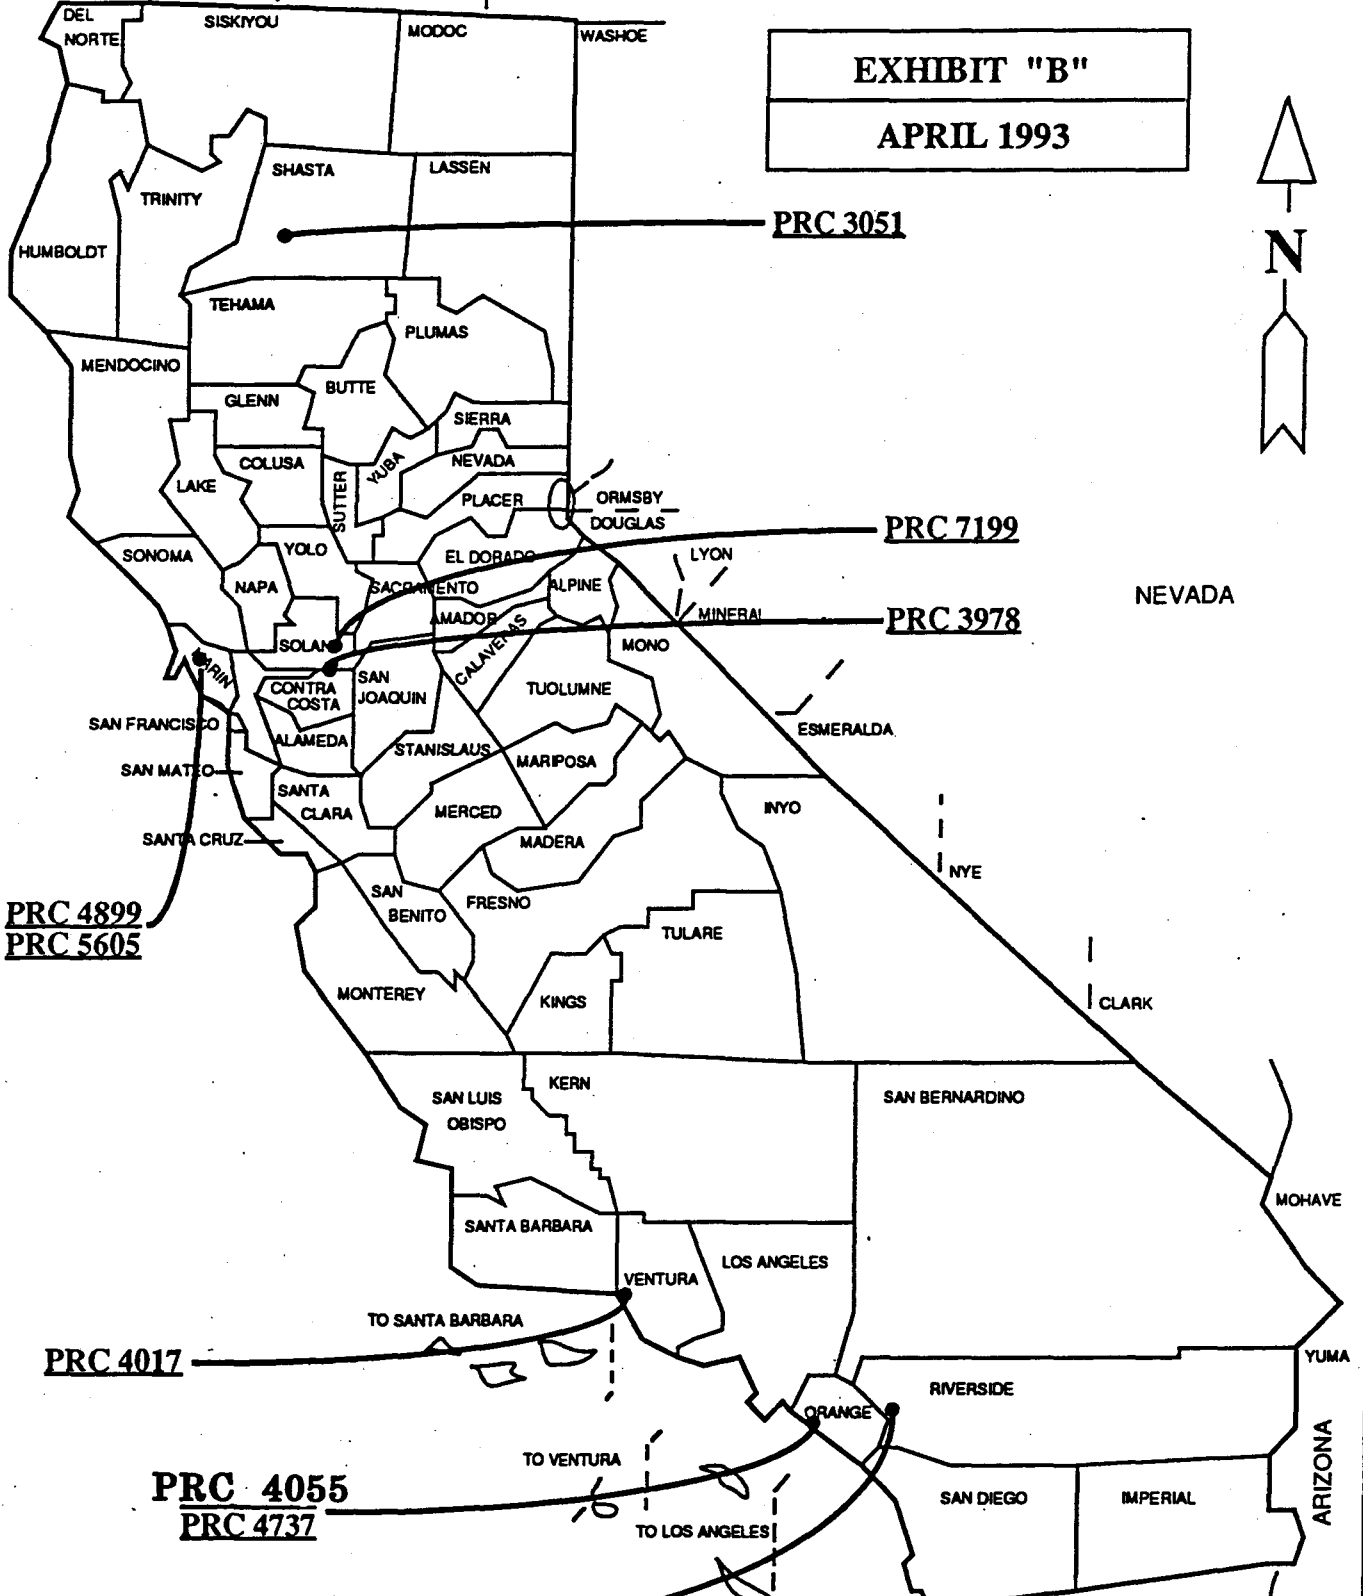 DEL
NORTE
SISKIYOU
MODOC
WASHOE
EXHIBIT "B"
APRIL 1993
SHASTA
LASSEN
TRINITY
HUMBOLDT
PRC 3051
N
TEHAMA
PLUMAS
MENDOCINO
BUTTE
GLENN
SIERRA
COLUSA
YUBA
NEVADA
LAKE
SUTTER
PLACER
ORMSBY
DOUGLAS
PRC 7199
SONOMA
YOLO
EL DORADO
LYON
NAPA
SACRAMENTO
ALPINE
NEVADA
AMADOR
MINERAL
PRC 3978
SOLANO
CALAVERAS
MONO
MARIN
SAN
JOAQUIN
CONTRA
COSTA
TUOLUMNE
SAN FRANCISCO
ESMERALDA
ALAMEDA
STANISLAUS
MARIPOSA
SAN MATEO
SANTA
CLARA
MERCED
INYO
SANTA CRUZ
MADERA
NYE
SAN
BENITO
FRESNO
PRC 4899
PRC 5605
TULARE
MONTEREY
KINGS
CLARK
KERN
SAN LUIS
OBISPO
SAN BERNARDINO
MOHAVE
SANTA BARBARA
LOS ANGELES
VENTURA
TO SANTA BARBARA
PRC 4017
YUMA
RIVERSIDE
ORANGE
TO VENTURA
ARIZONA
PRC 4055
PRC 4737
SAN DIEGO
IMPERIAL
TO LOS ANGELES